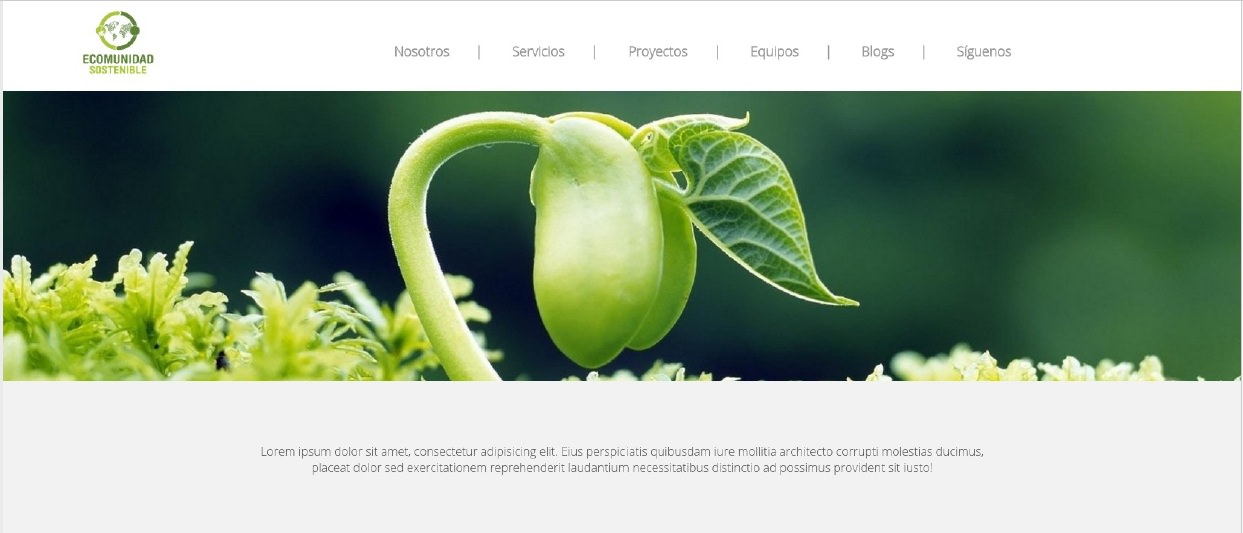 ECOMUNIDAD
SOSTENIBLE
Nosotros | Servicios | Proyectos | Equipos | Blogs | Síguenos
Lorem ipsum dolor sit amet, consectetur adipisicing elit. Eius perspiciatis quibusdam iure mollitia architecto corrupti molestias ducimus,
placeat dolor sed exercitationem reprehenderit laudantium necessitatibus distinctio ad possimus provident sit iusto!